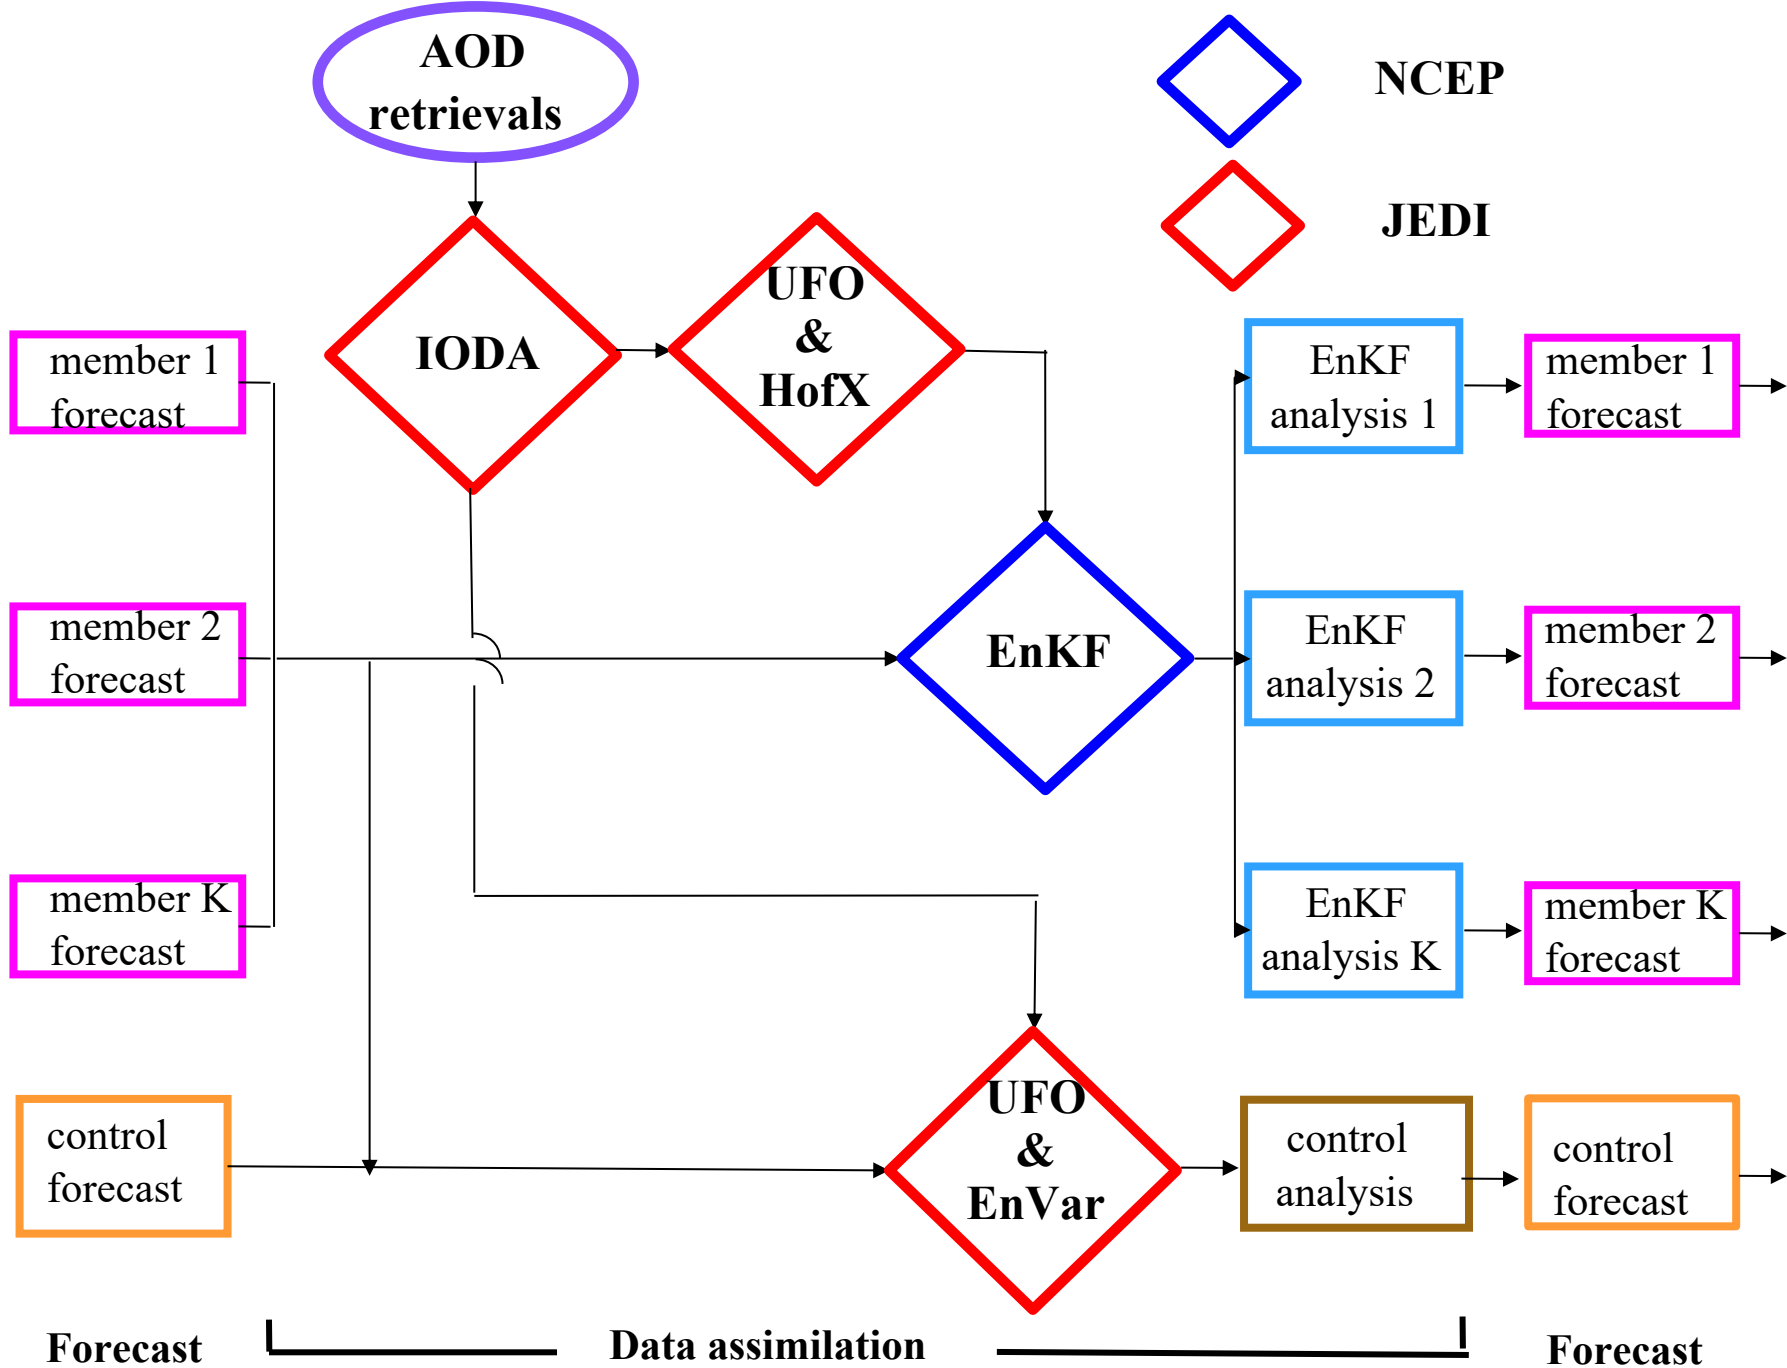 AOD
retrievals
NCEP
JEDI
IODA
UFO
&
HofX
member 1
forecast
EnKF
analysis 1
member 1
forecast
member 2
forecast
EnKF
EnKF
analysis 2
member 2
forecast
member K
forecast
EnKF
analysis K
member K
forecast
control
forecast
UFO
&
EnVar
control
analysis
control
forecast
Forecast
Data assimilation
Forecast